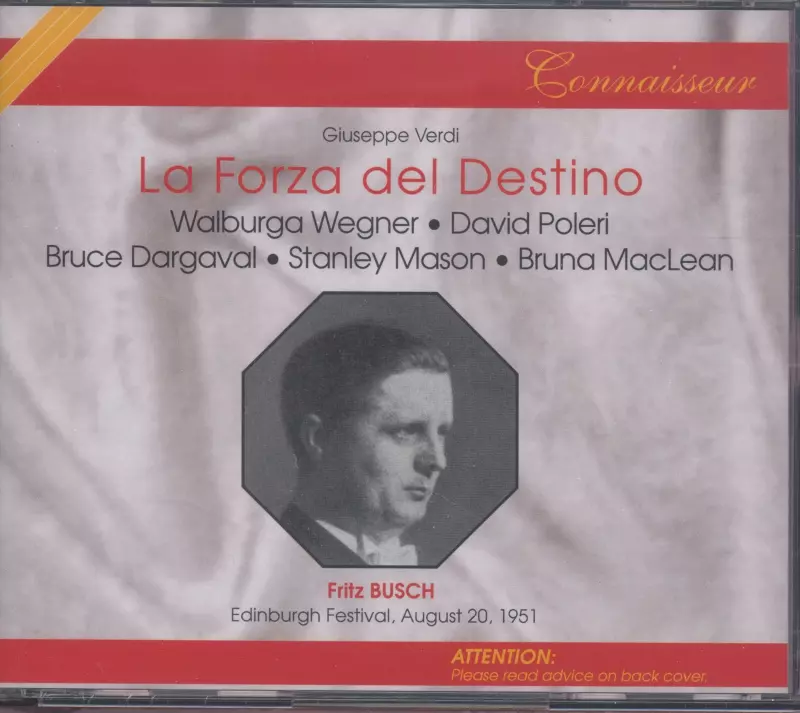 Connaisseur
Giuseppe Verdi
La Forza del Destino
Walburga Wegner • David Poleri
Bruce Dargaval • Stanley Mason • Bruna MacLean
Fritz BUSCH
Edinburgh Festival, August 20, 1951
ATTENTION:
Please read advice on back cover.